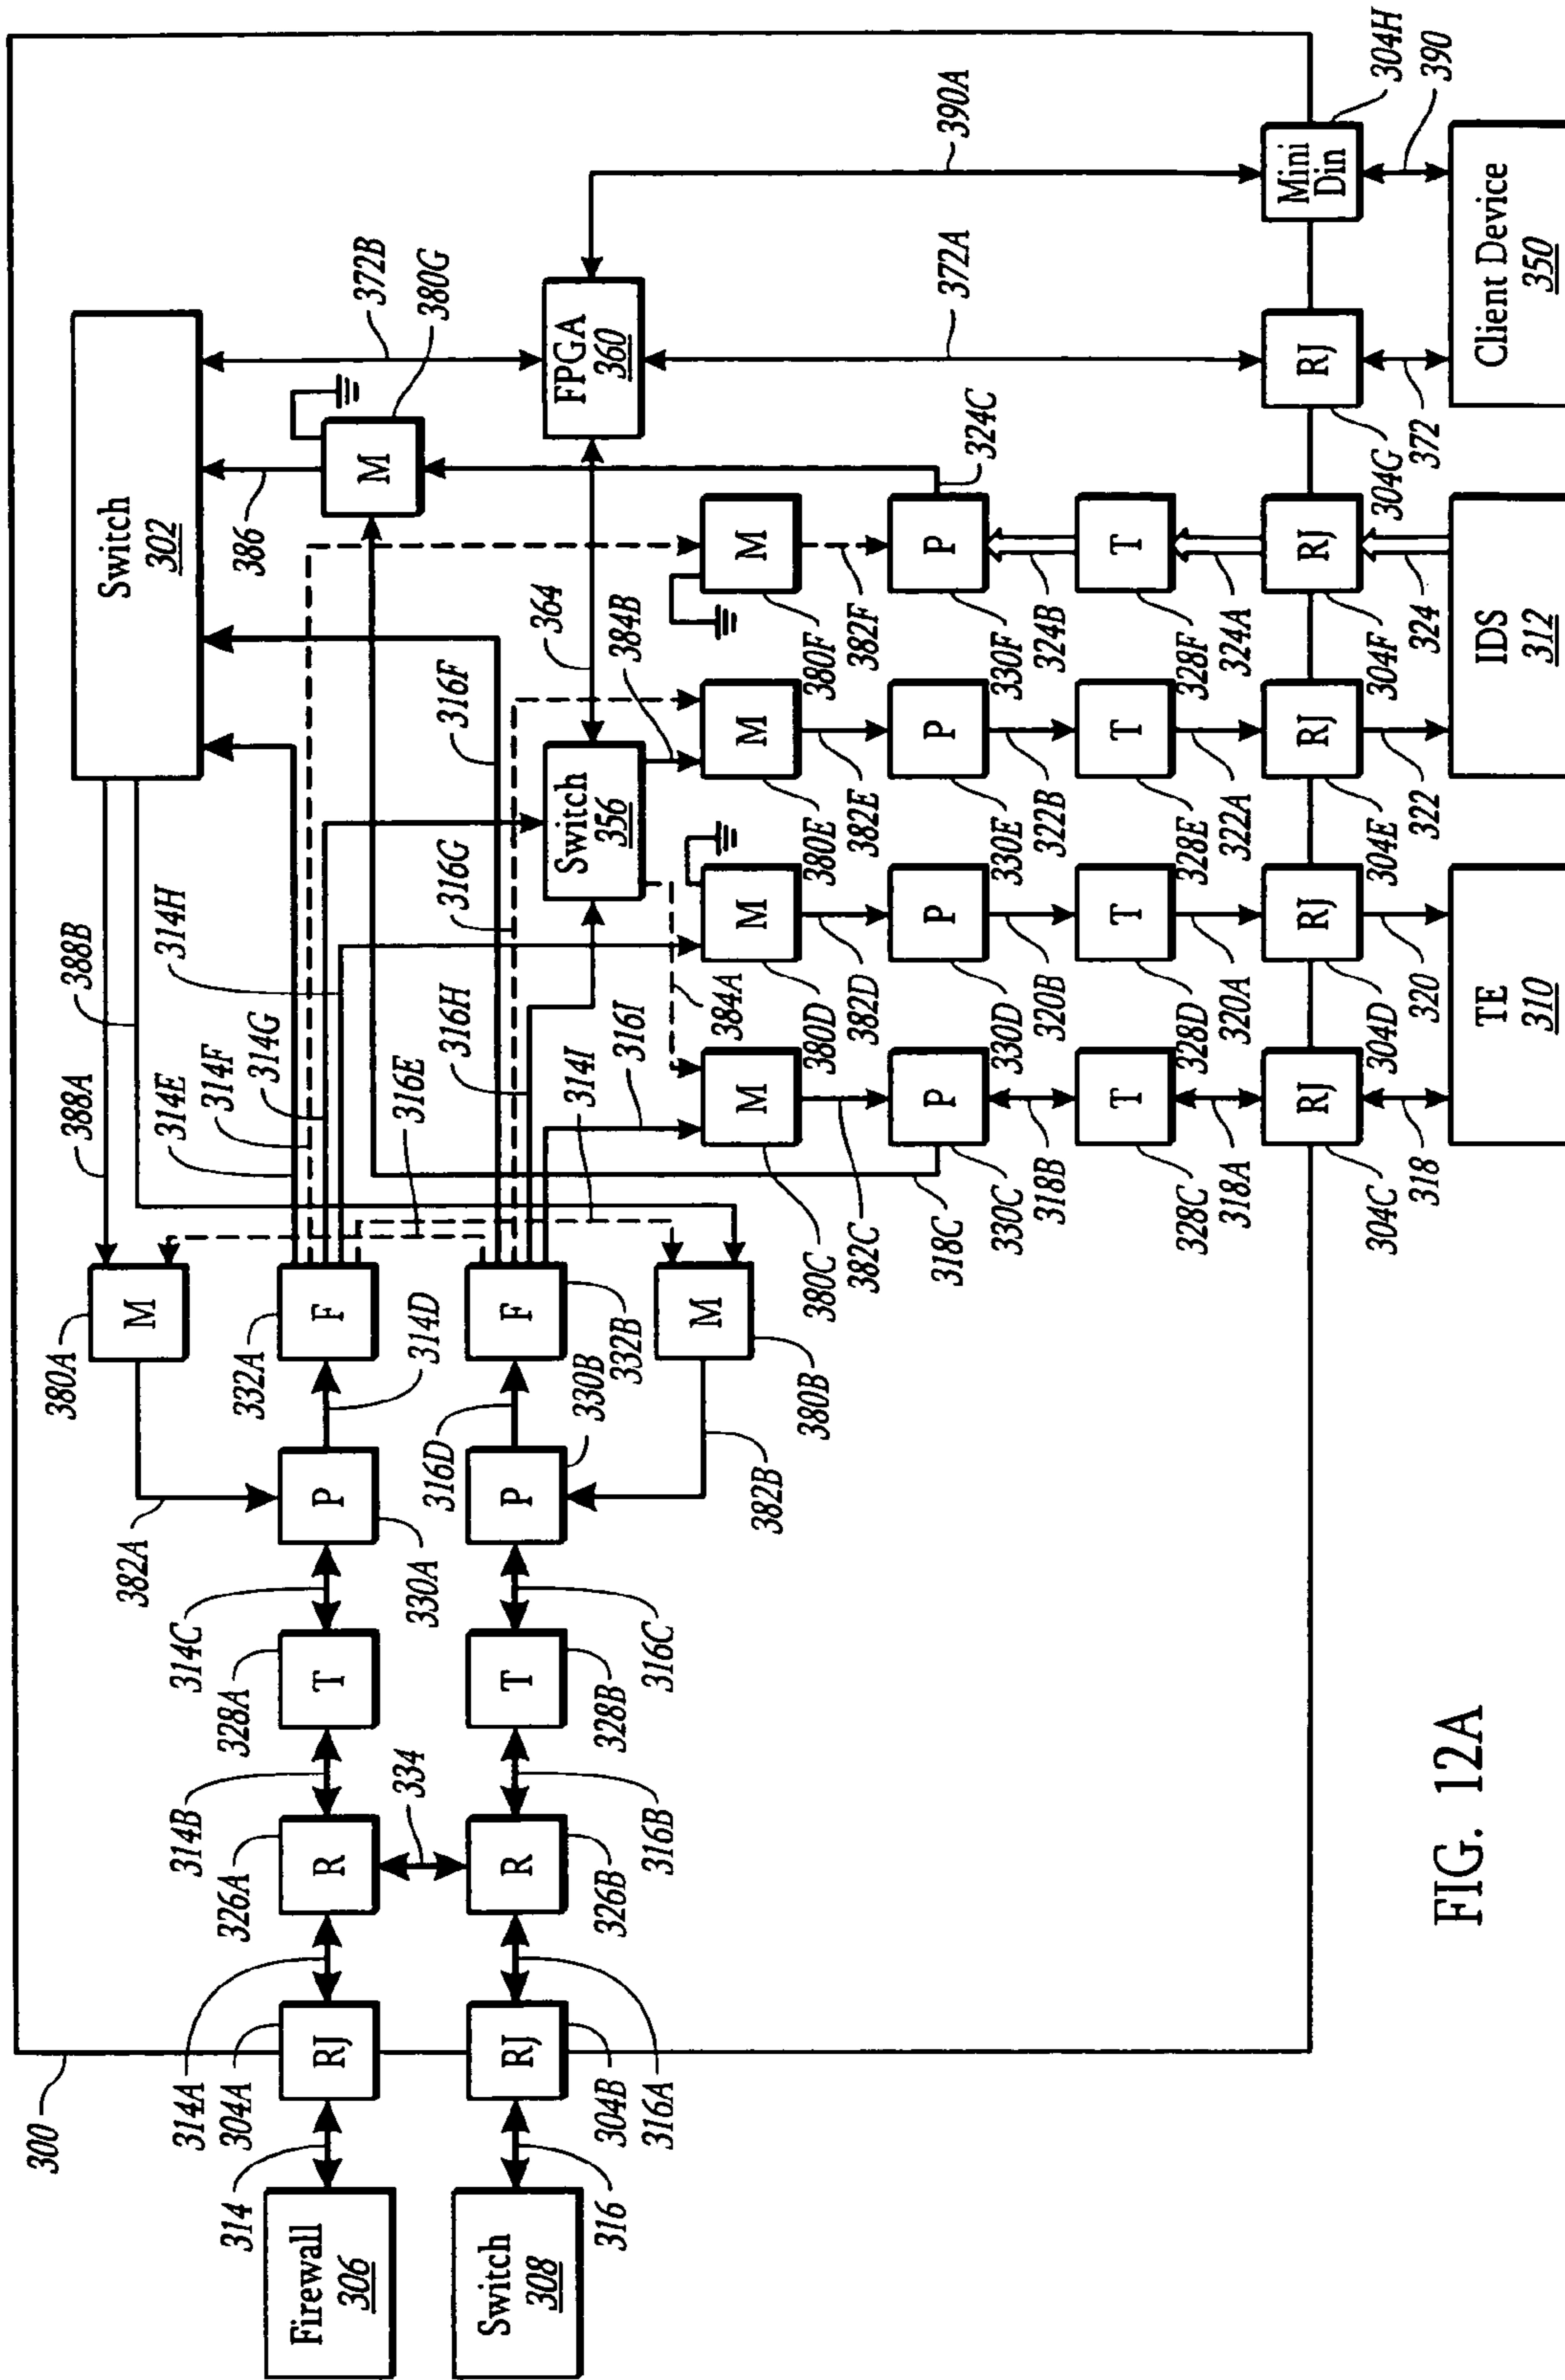 300
Firewall
306
314
304A
314A
RJ
326A
314B
R
334
328A
314C
T
330A
382A
P
314D
332A
F
380A
M
388A
388B
314E
314F
314G
314H
316E
314I
Switch
302
386
372B
380G
M
Switch
308
316
304B
316A
RJ
326B
316B
R
328B
316C
T
316D
330B
P
332B
F
382B
380B
M
316F
316G
316H
316I
Switch
356
364
384A
384B
FPGA
360
390A
372A
M
380C
382C
M
380D
382D
M
380E
382E
M
380F
382F
318C
P
330C
318B
P
330D
320B
P
330E
322B
P
330F
324B
324C
T
328C
318A
T
328D
320A
T
328E
322A
T
328F
324A
RJ
304C
318
RJ
304D
320
RJ
304E
322
RJ
304F
324
RJ
304G
372
Mini
Din
304H
390
TE
310
IDS
312
Client Device
350
FIG. 12A